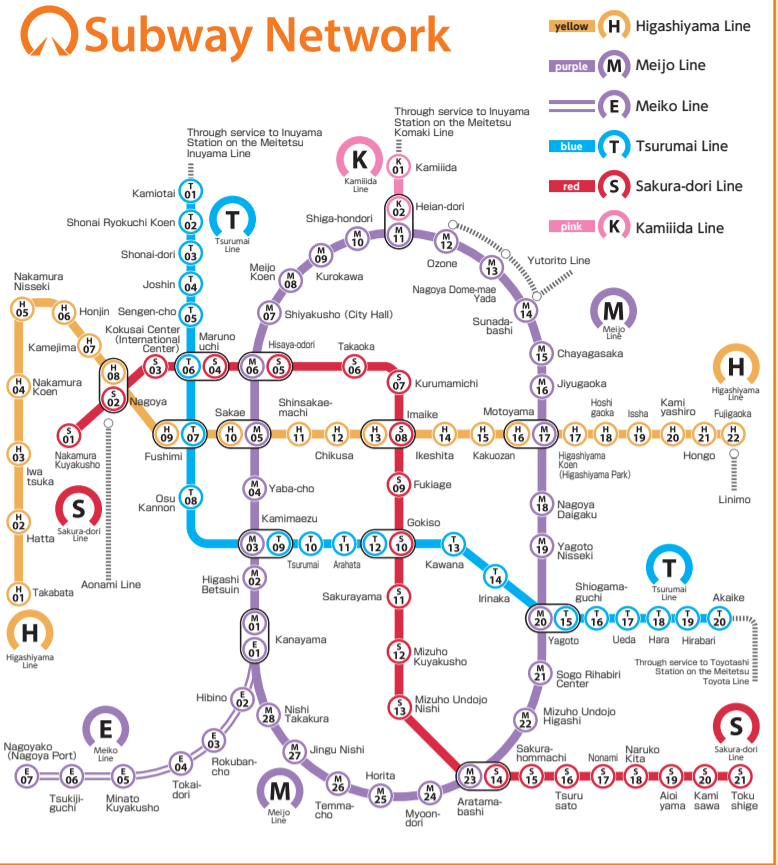 Subway Network
yellow H Higashiyama Line
purple M Meijo Line
E Meiko Line
blue T Tsurumai Line
red S Sakura-dori Line
pink K Kamiiida Line
Through service to Inuyama
Station on the Meitetsu
Inuyama Line
Through service to Inuyama
Station on the Meitetsu
Komaki Line
K
Kamiiida
Line
K
01
Kamiiida
K
02
Heian-dori
M
11
T
Tsurumai
Line
Kamiotai
T
01
Shonai Ryokuchi Koen
T
02
Shonai-dori
T
03
Joshin
T
04
Sengen-cho
T
05
Shiga-hondori
M
10
M
09
Kurokawa
Meijo
Koen
M
08
M
07
Shiyakusho (City Hall)
M
12
Ozone
M
13
Nagoya Dome-mae
Yada
Yutorito Line
M
14
Sunada-
bashi
M
Meijo
Line
M
15
Chayagasaka
M
16
Jiyugaoka
Nakamura
Nisseki
H
05
H
06
Honjin
H
07
Kamejima
H
08
S
02
Nagoya
H
04
Nakamura
Koen
H
03
Iwa
tsuka
H
02
Hatta
H
01
Takabata
H
Higashiyama
Line
S
01
Nakamura
Kuyakusho
S
Sakura-dori
Line
Aonami Line
Kokusai Center
(International
Center)
S
03
Maruno
uchi
T
06
S
04
Hisaya-odori
M
06
S
05
Takaoka
S
06
S
07
Kurumamichi
H
09
T
07
Fushimi
Sakae
H
10
M
05
Shinsakae-
machi
H
11
H
12
Chikusa
Imaike
H
13
S
08
H
14
Ikeshita
H
15
Kakuozan
Motoyama
H
16
M
17
H
17
Higashiyama
Koen
(Higashiyama Park)
Hoshi
gaoka
H
18
Issha
H
19
Kami
yashiro
H
20
H
21
Hongo
Fujigaoka
H
22
H
Higashiyama
Line
Linimo
Osu
Kannon
T
08
M
04
Yaba-cho
Kamimaezu
M
03
T
09
T
10
Tsurumai
T
11
Arahata
S
09
Fukiage
Gokiso
T
12
S
10
T
13
Kawana
T
14
Irinaka
M
18
Nagoya
Daigaku
M
19
Yagoto
Nisseki
M
20
T
15
Yagoto
Shiogama-
guchi
T
16
T
17
Ueda
T
18
Hara
T
19
Hirabari
Akaike
T
20
T
Tsurumai
Line
Through service to Toyotashi
Station on the Meitetsu
Toyota Line
Higashi
Betsuin
M
02
M
01
E
01
Kanayama
Hibino
E
02
E
03
Rokuban-
cho
E
04
Tokai-
dori
E
05
Minato
Kuyakusho
E
06
Tsukiji-
guchi
Nagoyako
(Nagoya Port)
E
07
E
Meiko
Line
M
28
Nishi
Takakura
M
27
Jingu Nishi
M
26
Temma-
cho
Horita
M
25
M
24
Myoon-
dori
M
Meijo
Line
Sakurayama
S
11
S
12
Mizuho
Kuyakusho
S
13
Mizuho Undojo
Nishi
M
21
Sogo Rihabiri
Center
M
22
Mizuho Undojo
Higashi
M
23
S
14
Aratama-
bashi
Sakura-
hommachi
S
15
S
16
Tsuru
sato
Nonami
S
17
Naruko
Kita
S
18
S
19
Aioi
yama
S
20
Kami
sawa
S
21
Toku
shige
S
Sakura-dori
Line